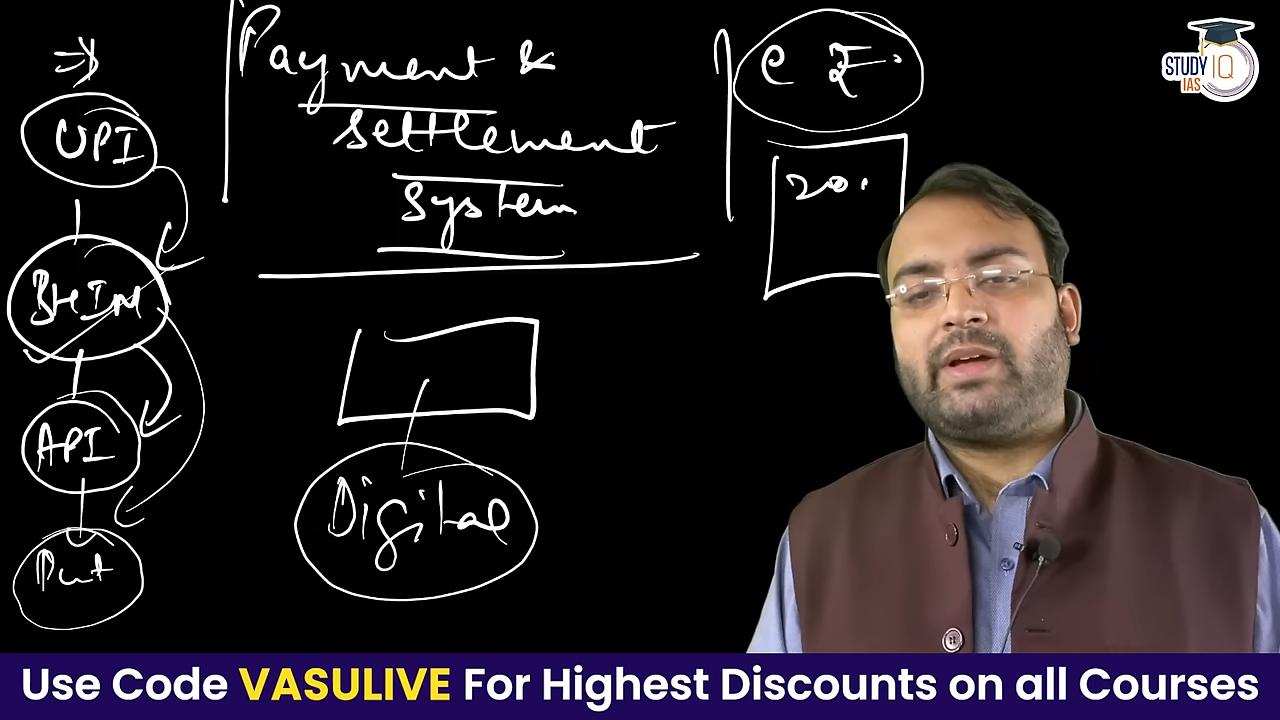 ⇒
UPI
BHIM
API
Payment &
settlement
system
Digital
e ₹
20.
STUDY IQ
IAS
Use Code VASULIVE For Highest Discounts on all Courses